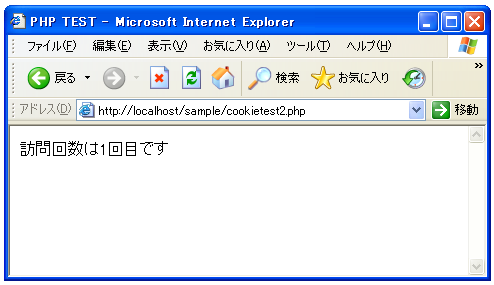 PHP TEST - Microsoft Internet Explorer
ファイル(F) 編集(E) 表示(V) お気に入り(A) ツール(T) ヘルプ(H)
戻る 検索 お気に入り
アドレス(D) http://localhost/sample/cookietest2.php 移動
訪問回数は1回目です